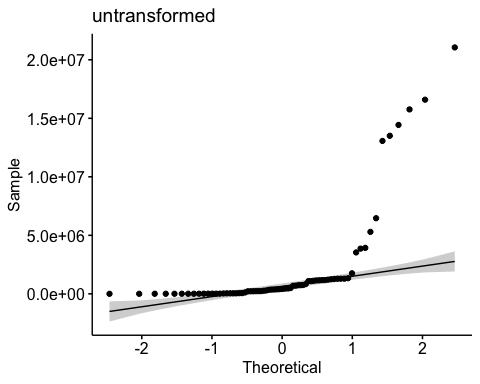 untransformed
2.0e+07
1.5e+07
1.0e+07
5.0e+06
0.0e+00
Sample
-2 -1 0 1 2
Theoretical